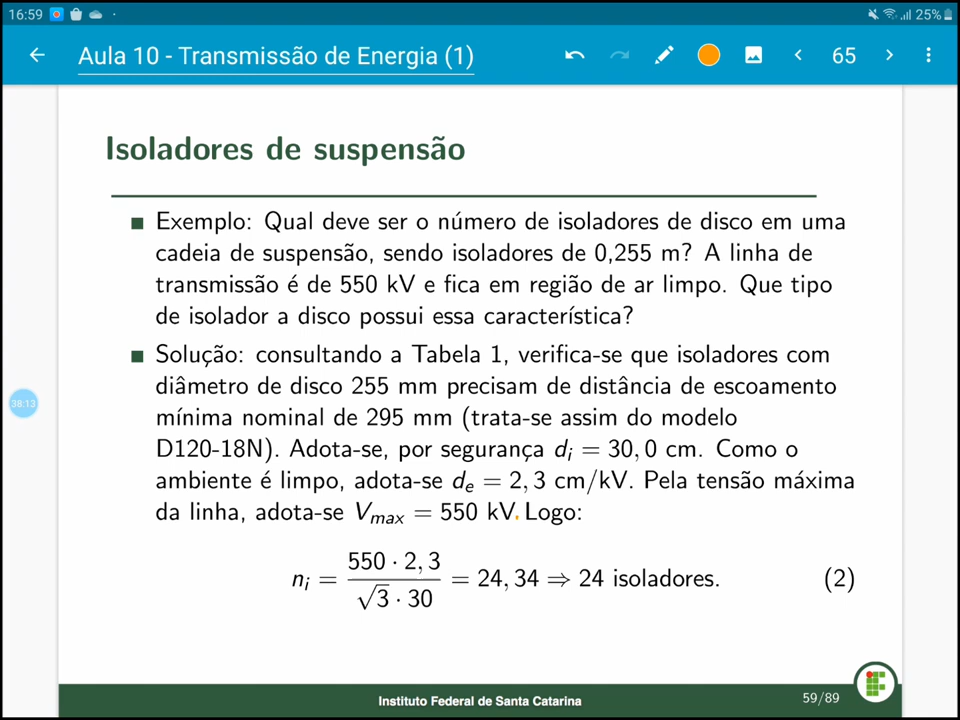 16:59
25%
Aula 10 - Transmissão de Energia (1)
65
Isoladores de suspensão
Exemplo: Qual deve ser o número de isoladores de disco em uma
cadeia de suspensão, sendo isoladores de 0,255 m? A linha de
transmissão é de 550 kV e fica em região de ar limpo. Que tipo
de isolador a disco possui essa característica?
Solução: consultando a Tabela 1, verifica-se que isoladores com
diâmetro de disco 255 mm precisam de distância de escoamento
mínima nominal de 295 mm (trata-se assim do modelo
D120-18N). Adota-se, por segurança d_i = 30, 0 cm. Como o
ambiente é limpo, adota-se d_e = 2, 3 cm/kV. Pela tensão máxima
da linha, adota-se V_max = 550 kV. Logo:
n_i = (550 · 2, 3) / (√3 · 30) = 24, 34 ⇒ 24 isoladores. (2)
38:13
Instituto Federal de Santa Catarina
59/89